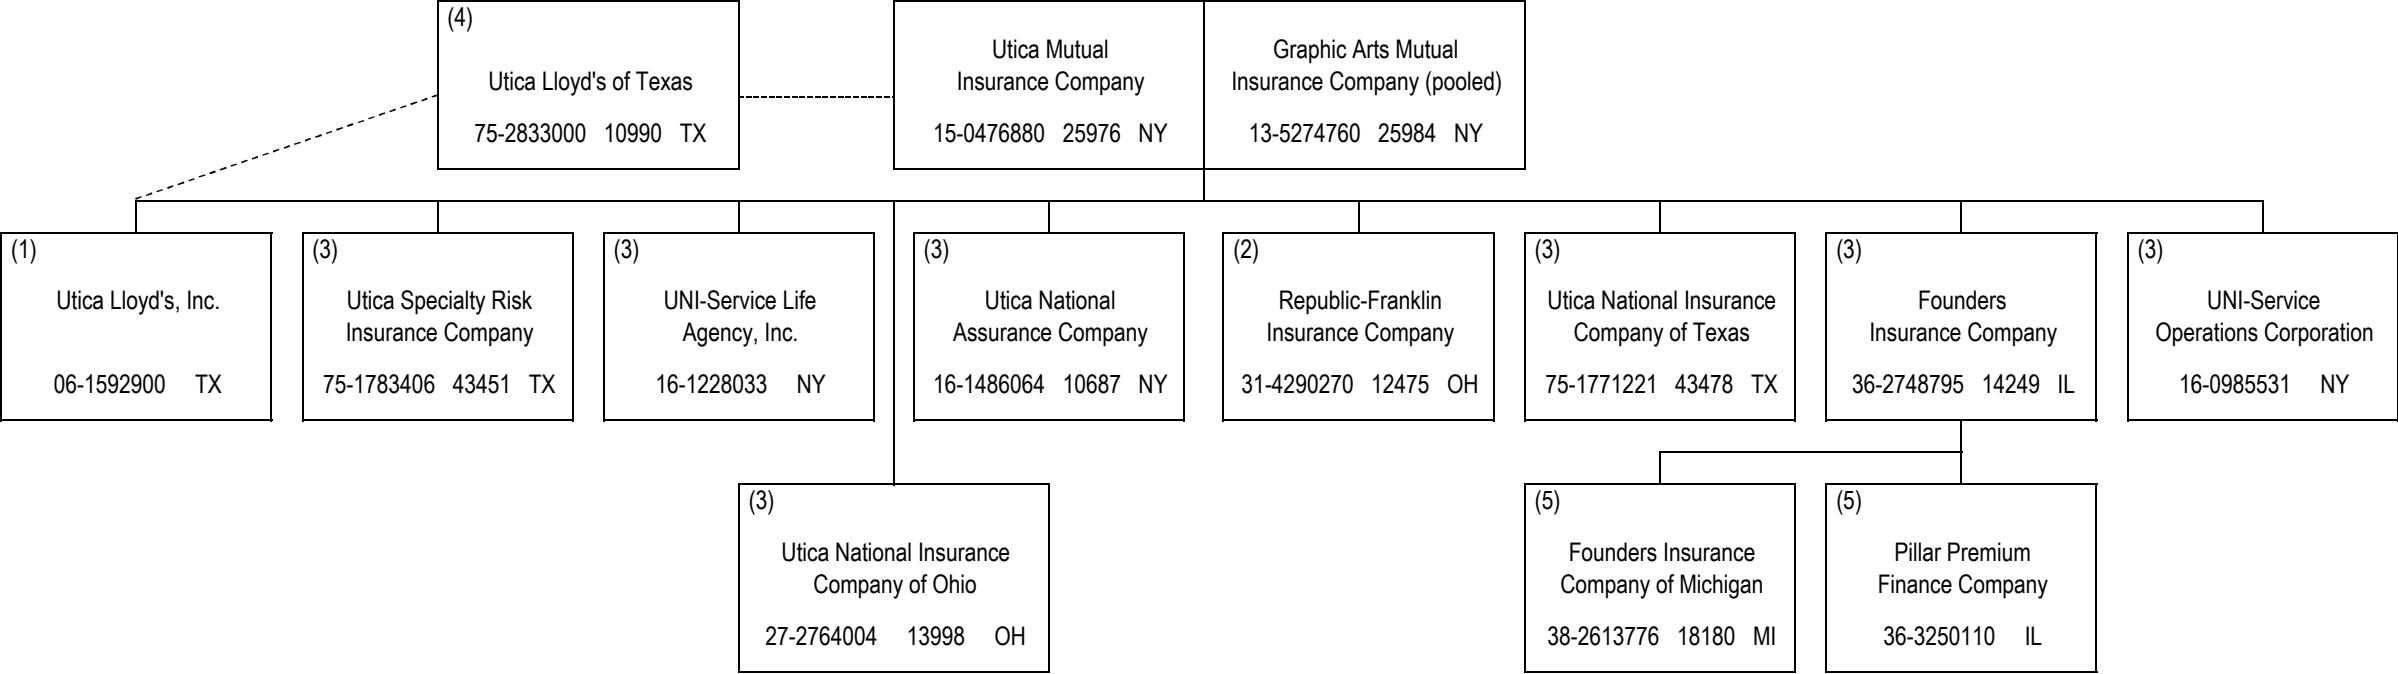 (4)
Utica Lloyd's of Texas
75-2833000 10990 TX
Utica Mutual
Insurance Company
15-0476880 25976 NY
Graphic Arts Mutual
Insurance Company (pooled)
13-5274760 25984 NY
(1)
Utica Lloyd's, Inc.
06-1592900 TX
(3)
Utica Specialty Risk
Insurance Company
75-1783406 43451 TX
(3)
UNI-Service Life
Agency, Inc.
16-1228033 NY
(3)
Utica National
Assurance Company
16-1486064 10687 NY
(2)
Republic-Franklin
Insurance Company
31-4290270 12475 OH
(3)
Utica National Insurance
Company of Texas
75-1771221 43478 TX
(3)
Founders
Insurance Company
36-2748795 14249 IL
(3)
UNI-Service
Operations Corporation
16-0985531 NY
(3)
Utica National Insurance
Company of Ohio
27-2764004 13998 OH
(5)
Founders Insurance
Company of Michigan
38-2613776 18180 MI
(5)
Pillar Premium
Finance Company
36-3250110 IL